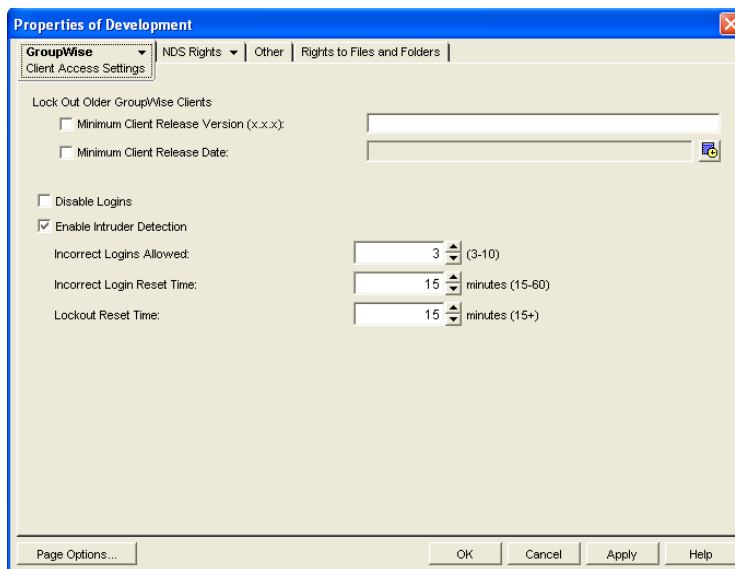 Properties of Development
GroupWise NDS Rights Other Rights to Files and Folders
Client Access Settings
Lock Out Older GroupWise Clients
Minimum Client Release Version (x.x.x):
Minimum Client Release Date:
Disable Logins
Enable Intruder Detection
Incorrect Logins Allowed: 3 (3-10)
Incorrect Login Reset Time: 15 minutes (15-60)
Lockout Reset Time: 15 minutes (15+)
Page Options... OK Cancel Apply Help